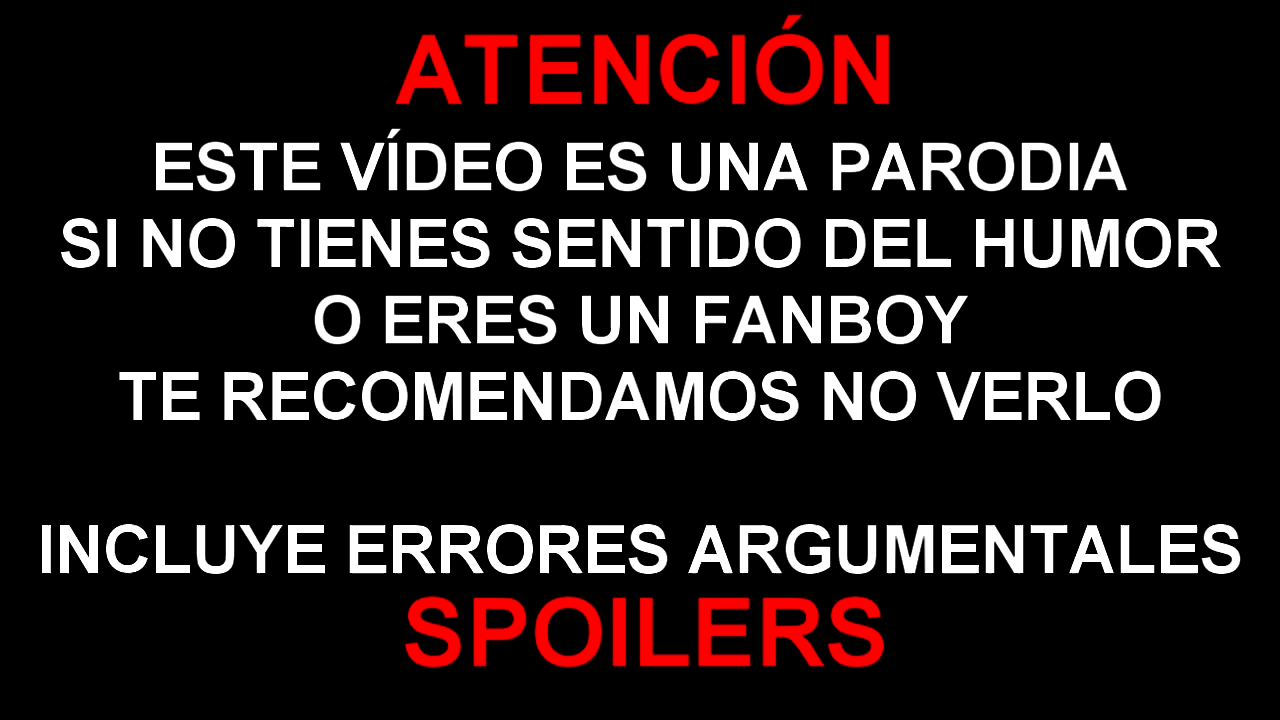 ATENCIÓN
ESTE VÍDEO ES UNA PARODIA
SI NO TIENES SENTIDO DEL HUMOR
O ERES UN FANBOY
TE RECOMENDAMOS NO VERLO
INCLUYE ERRORES ARGUMENTALES
SPOILERS